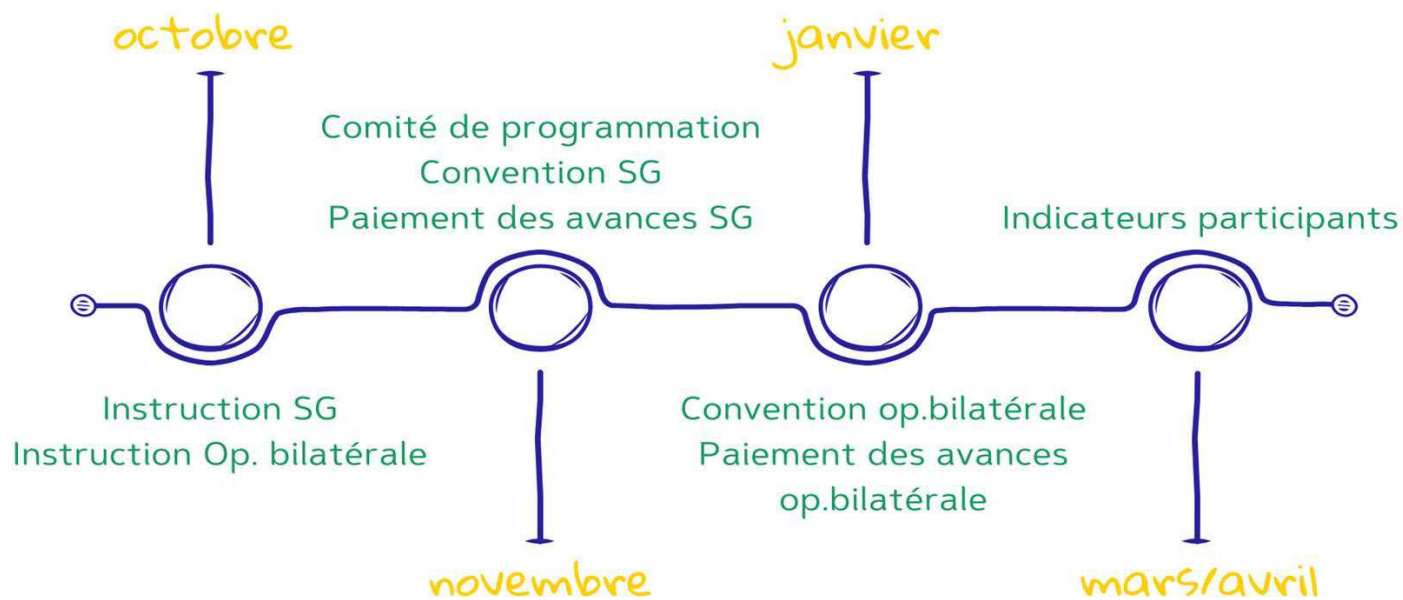 octobre
Instruction SG
Instruction Op. bilatérale
Comité de programmation
Convention SG
Paiement des avances SG
novembre
janvier
Convention op.bilatérale
Paiement des avances
op.bilatérale
Indicateurs participants
mars/avril